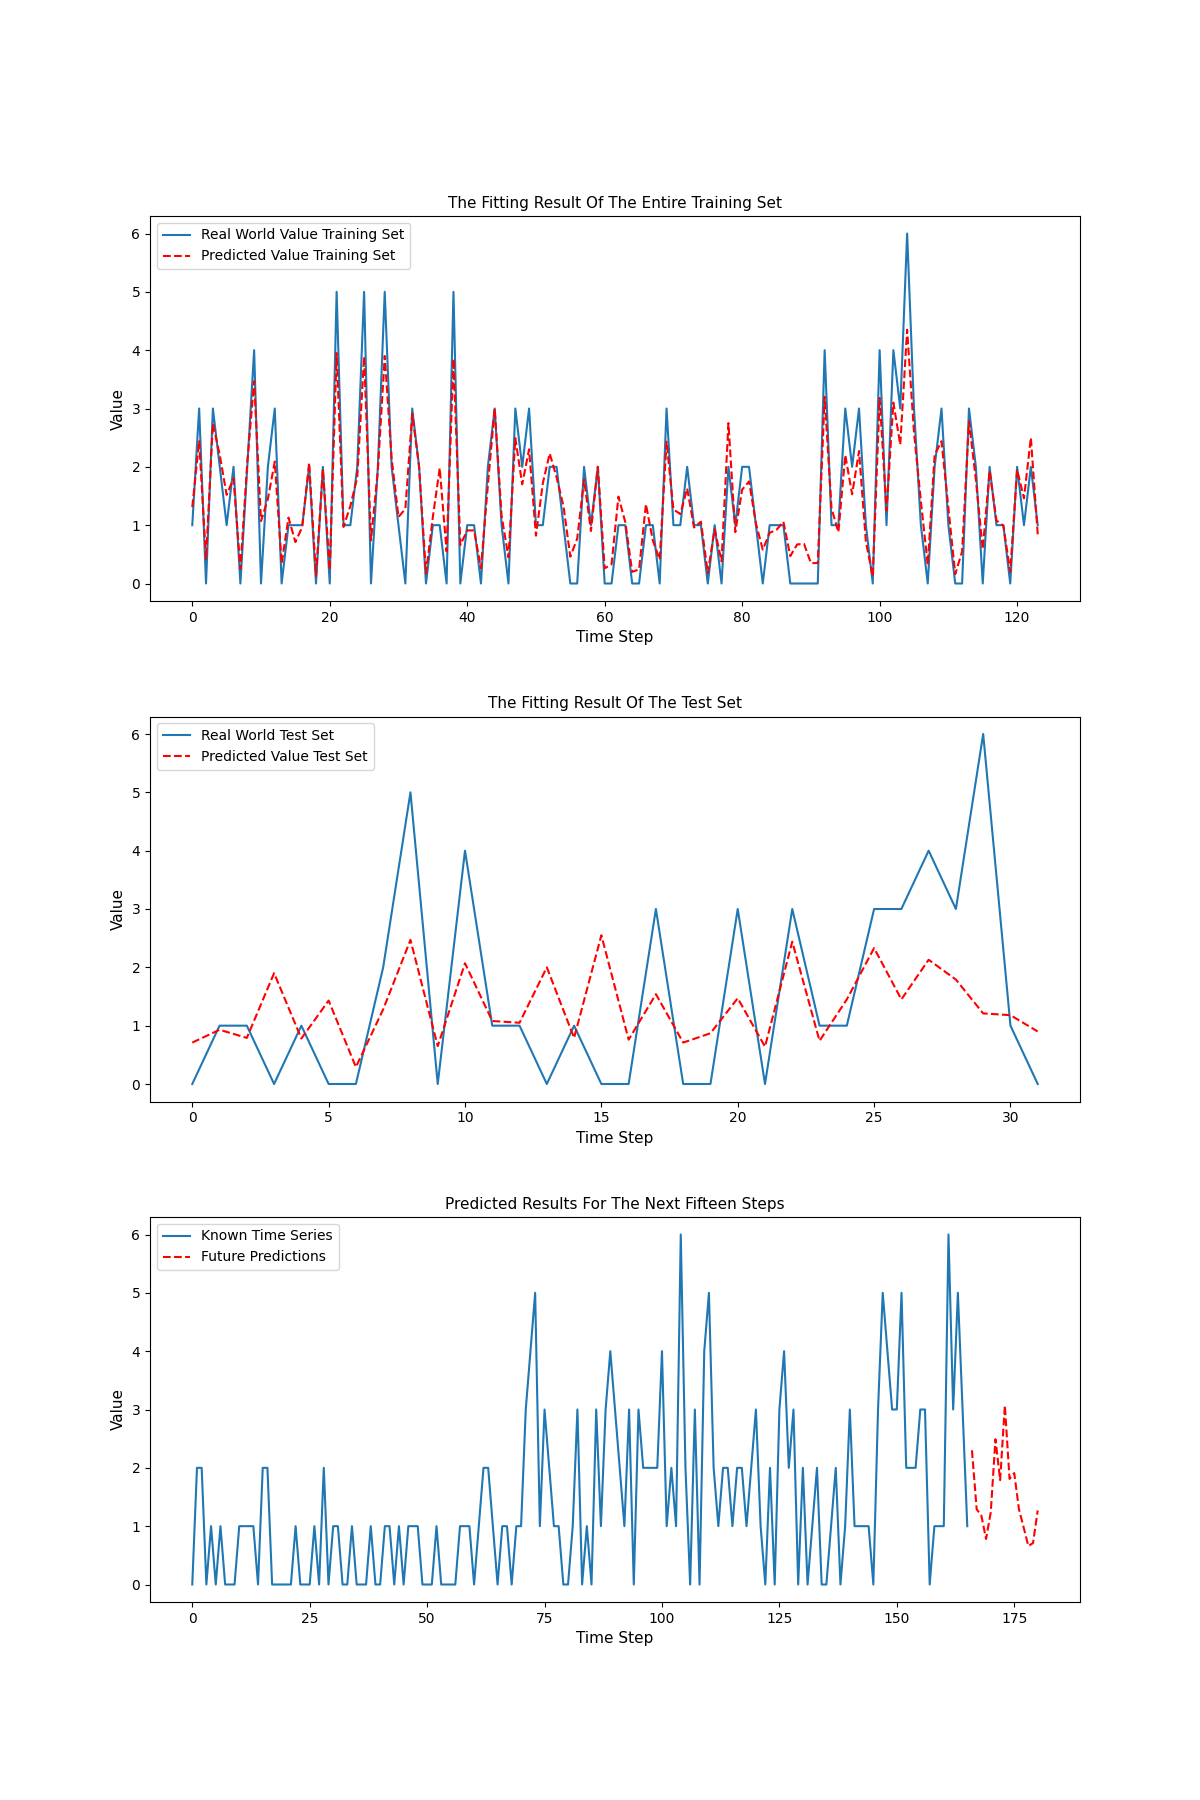 The Fitting Result Of The Entire Training Set
Real World Value Training Set
Predicted Value Training Set
6
5
4
3
2
1
0
Value
0 20 40 60 80 100 120
Time Step
The Fitting Result Of The Test Set
Real World Test Set
Predicted Value Test Set
6
5
4
3
2
1
0
Value
0 5 10 15 20 25 30
Time Step
Predicted Results For The Next Fifteen Steps
Known Time Series
Future Predictions
6
5
4
3
2
1
0
Value
0 25 50 75 100 125 150 175
Time Step